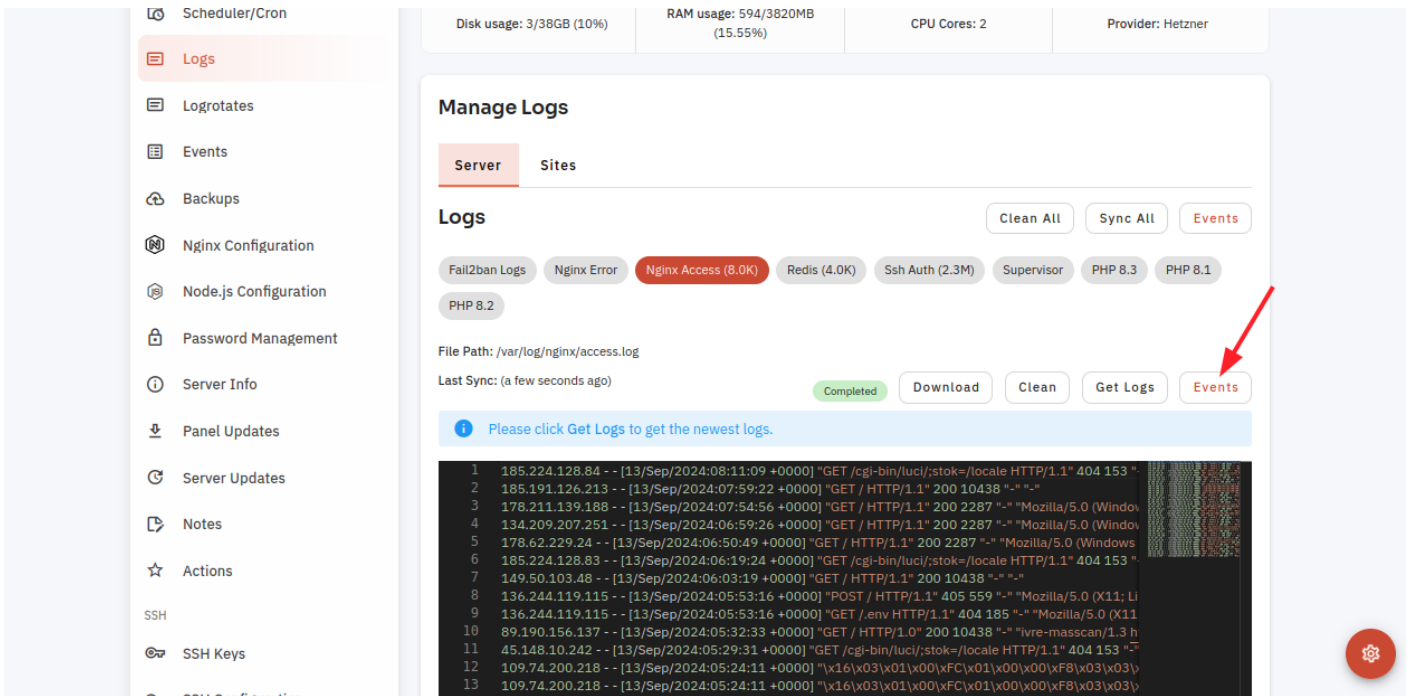 Scheduler/Cron
Logs
Logrotates
Events
Backups
Nginx Configuration
Node.js Configuration
Password Management
Server Info
Panel Updates
Server Updates
Notes
Actions
SSH
SSH Keys
Disk usage: 3/38GB (10%)
RAM usage: 594/3820MB
(15.55%)
CPU Cores: 2
Provider: Hetzner
Manage Logs
Server Sites
Logs
Clean All Sync All Events
Fail2ban Logs Nginx Error Nginx Access (8.0K) Redis (4.0K) Ssh Auth (2.3M) Supervisor PHP 8.3 PHP 8.1
PHP 8.2
File Path: /var/log/nginx/access.log
Last Sync: (a few seconds ago)
Completed Download Clean Get Logs Events
Please click Get Logs to get the newest logs.
1 185.224.128.84 - - [13/Sep/2024:08:11:09 +0000] "GET /cgi-bin/luci/;stok=/locale HTTP/1.1" 404 153 "-
2 185.191.126.213 - - [13/Sep/2024:07:59:22 +0000] "GET / HTTP/1.1" 200 10438 "-" "-"
3 178.211.139.188 - - [13/Sep/2024:07:54:56 +0000] "GET / HTTP/1.1" 200 2287 "-" "Mozilla/5.0 (Window
4 134.209.207.251 - - [13/Sep/2024:06:59:26 +0000] "GET / HTTP/1.1" 200 2287 "-" "Mozilla/5.0 (Window
5 178.62.229.24 - - [13/Sep/2024:06:50:49 +0000] "GET / HTTP/1.1" 200 2287 "-" "Mozilla/5.0 (Windows
6 185.224.128.83 - - [13/Sep/2024:06:19:24 +0000] "GET /cgi-bin/luci/;stok=/locale HTTP/1.1" 404 153 "-
7 149.50.103.48 - - [13/Sep/2024:06:03:19 +0000] "GET / HTTP/1.1" 200 10438 "-" "-"
8 136.244.119.115 - - [13/Sep/2024:05:53:16 +0000] "POST / HTTP/1.1" 405 559 "-" "Mozilla/5.0 (X11; Li
9 136.244.119.115 - - [13/Sep/2024:05:53:16 +0000] "GET /.env HTTP/1.1" 404 185 "-" "Mozilla/5.0 (X11
10 89.190.156.137 - - [13/Sep/2024:05:32:33 +0000] "GET / HTTP/1.0" 200 10438 "-" "ivre-masscan/1.3 h
11 45.148.10.242 - - [13/Sep/2024:05:29:31 +0000] "GET /cgi-bin/luci/;stok=/locale HTTP/1.1" 404 153 "-"
12 109.74.200.218 - - [13/Sep/2024:05:24:11 +0000] "\x16\x03\x01\x00\xFC\x01\x00\x00\xF8\x03\x03\
13 109.74.200.218 - - [13/Sep/2024:05:24:11 +0000] "\x16\x03\x01\x00\xFC\x01\x00\x00\xF8\x03\x03\